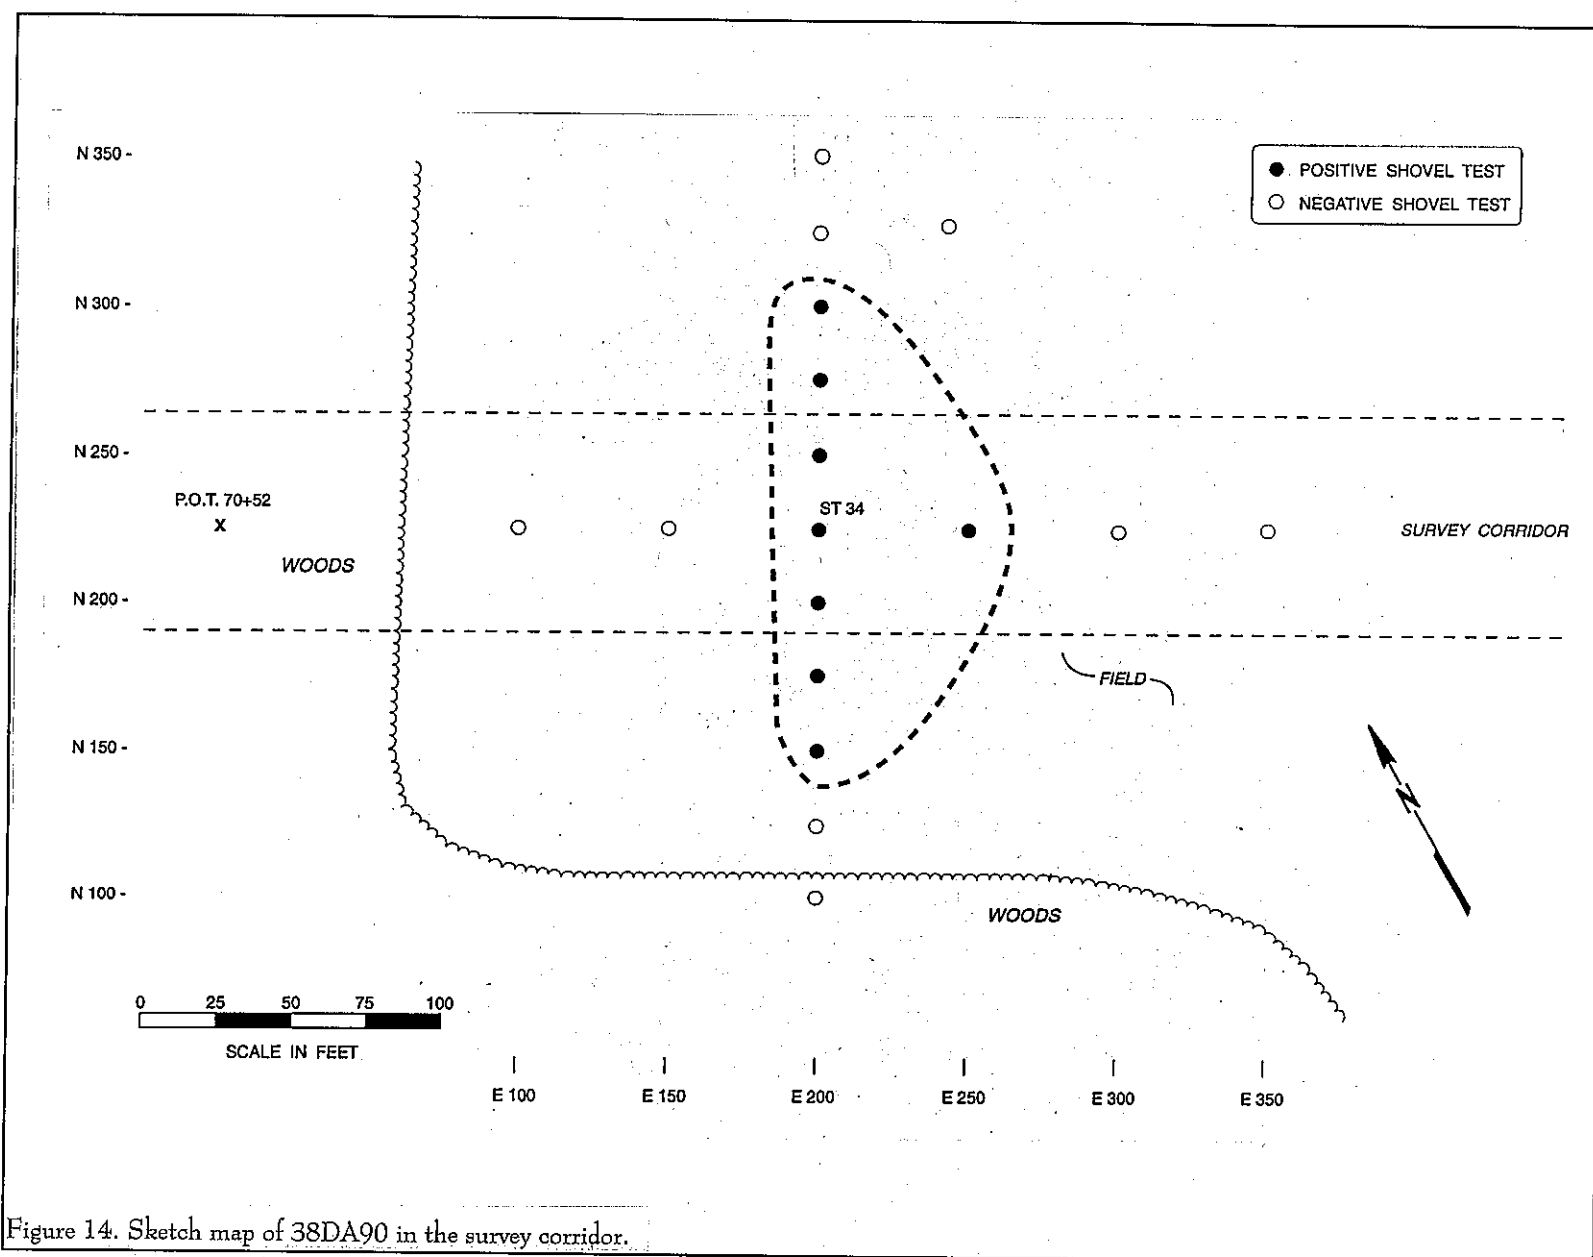 N 350 -
● POSITIVE SHOVEL TEST
○ NEGATIVE SHOVEL TEST
N 300 -
N 250 -
P.O.T. 70+52
X
ST 34
SURVEY CORRIDOR
WOODS
N 200 -
FIELD
N 150 -
N
N 100 -
WOODS
0 25 50 75 100
SCALE IN FEET
E 100 E 150 E 200 E 250 E 300 E 350
Figure 14. Sketch map of 38DA90 in the survey corridor.